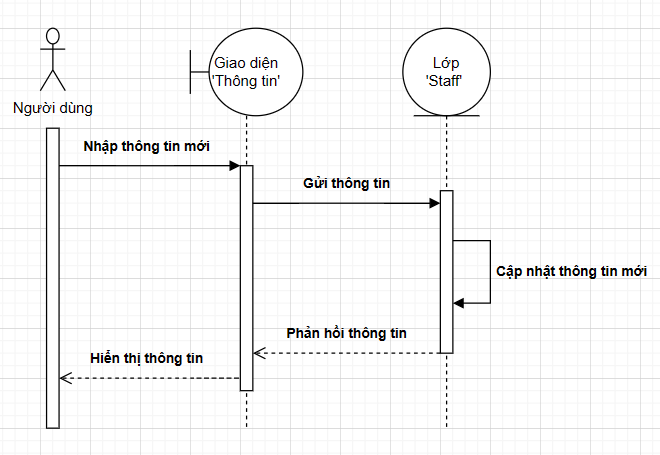 Giao diện
'Thông tin'
Lớp
'Staff'
Người dùng
Nhập thông tin mới
Gửi thông tin
Cập nhật thông tin mới
Phản hồi thông tin
Hiển thị thông tin